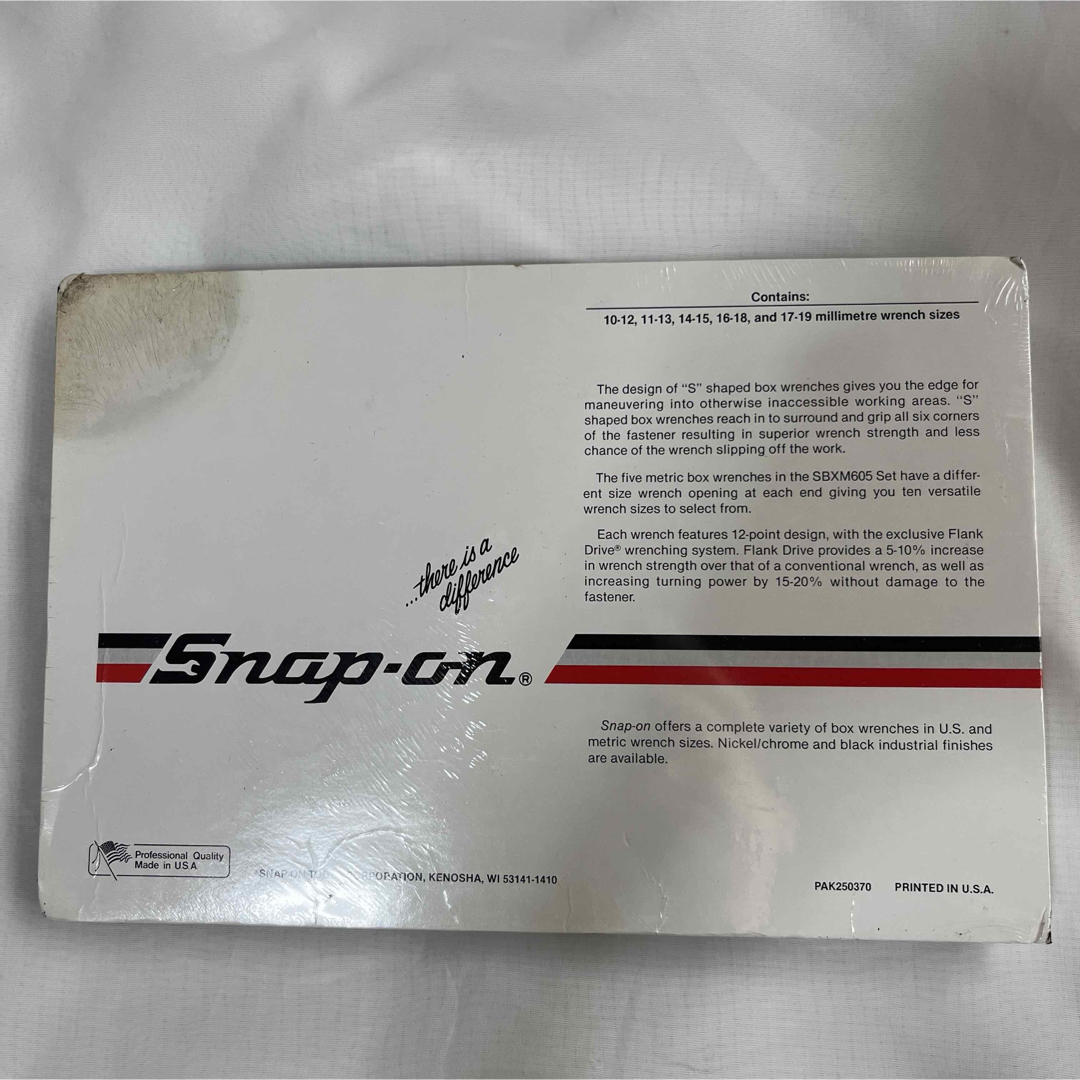 Contains:
10-12, 11-13, 14-15, 16-18, and 17-19 millimetre wrench sizes
The design of "S" shaped box wrenches gives you the edge for
maneuvering into otherwise inaccessible working areas. "S"
shaped box wrenches reach in to surround and grip all six corners
of the fastener resulting in superior wrench strength and less
chance of the wrench slipping off the work.
The five metric box wrenches in the SBXM605 Set have a differ-
ent size wrench opening at each end giving you ten versatile
wrench sizes to select from.
Each wrench features 12-point design, with the exclusive Flank
Drive® wrenching system. Flank Drive provides a 5-10% increase
in wrench strength over that of a conventional wrench, as well as
increasing turning power by 15-20% without damage to the
fastener.
...there is a
difference
Snap-on®
Snap-on offers a complete variety of box wrenches in U.S. and
metric wrench sizes. Nickel/chrome and black industrial finishes
are available.
Professional Quality
Made in U.S.A
SNAP-ON KENOSHA, WI 53141-1410
PAK250370 PRINTED IN U.S.A.